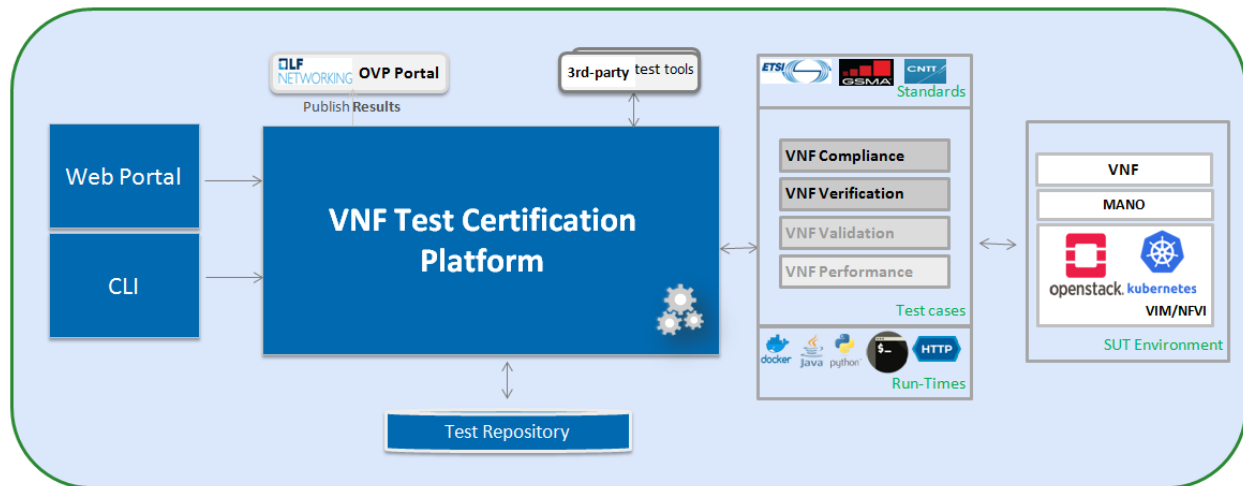 LF
NETWORKING OVP Portal
Publish Results
3rd-party test tools
ETSI
GSMA
CNTT
Standards
Web Portal
CLI
VNF Test Certification
Platform
VNF Compliance
VNF Verification
VNF Validation
VNF Performance
Test cases
docker
Java
python
$_
HTTP
Run-Times
VNF
MANO
openstack. kubernetes
VIM/NFVI
SUT Environment
Test Repository